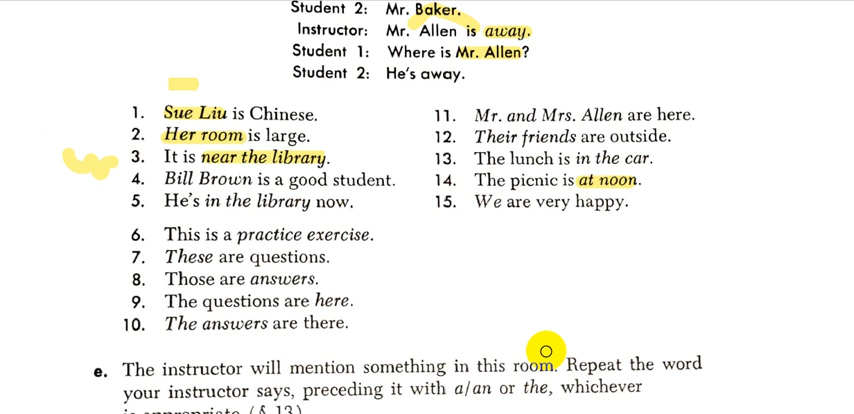 Student 2: Mr. Baker.
Instructor: Mr. Allen is away.
Student 1: Where is Mr. Allen?
Student 2: He's away.
1. Sue Liu is Chinese.
2. Her room is large.
3. It is near the library.
4. Bill Brown is a good student.
5. He's in the library now.
6. This is a practice exercise.
7. These are questions.
8. Those are answers.
9. The questions are here.
10. The answers are there.
11. Mr. and Mrs. Allen are here.
12. Their friends are outside.
13. The lunch is in the car.
14. The picnic is at noon.
15. We are very happy.
e. The instructor will mention something in this room. Repeat the word
your instructor says, preceding it with a/an or the, whichever